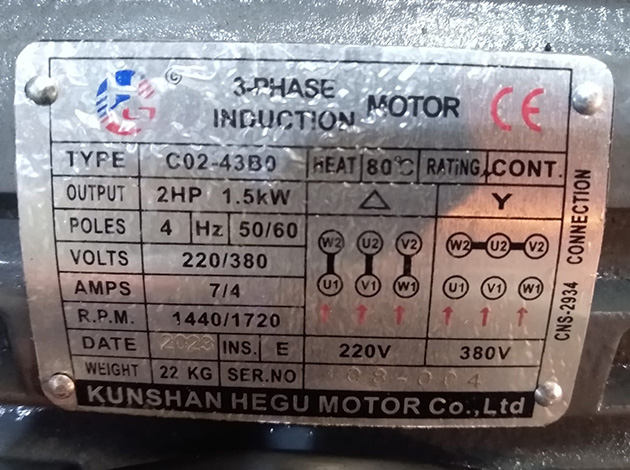 © 3-PHASE INDUCTION MOTOR CE
TYPE C02-43B0 HEAT 80°C RATING CONT.
OUTPUT 2HP 1.5kW △ Y
POLES 4 Hz 50/60
W2 U2 V2 W2 U2 V2
VOLTS 220/380
AMPS 7/4
U1 V1 W1 U1 V1 W1
R.P.M. 1440/1720
DATE 2023 INS. E 220V 380V
WEIGHT 22 KG SER.NO 08-004
CNS-2934 CONNECTION
KUNSHAN HEGU MOTOR Co.,Ltd